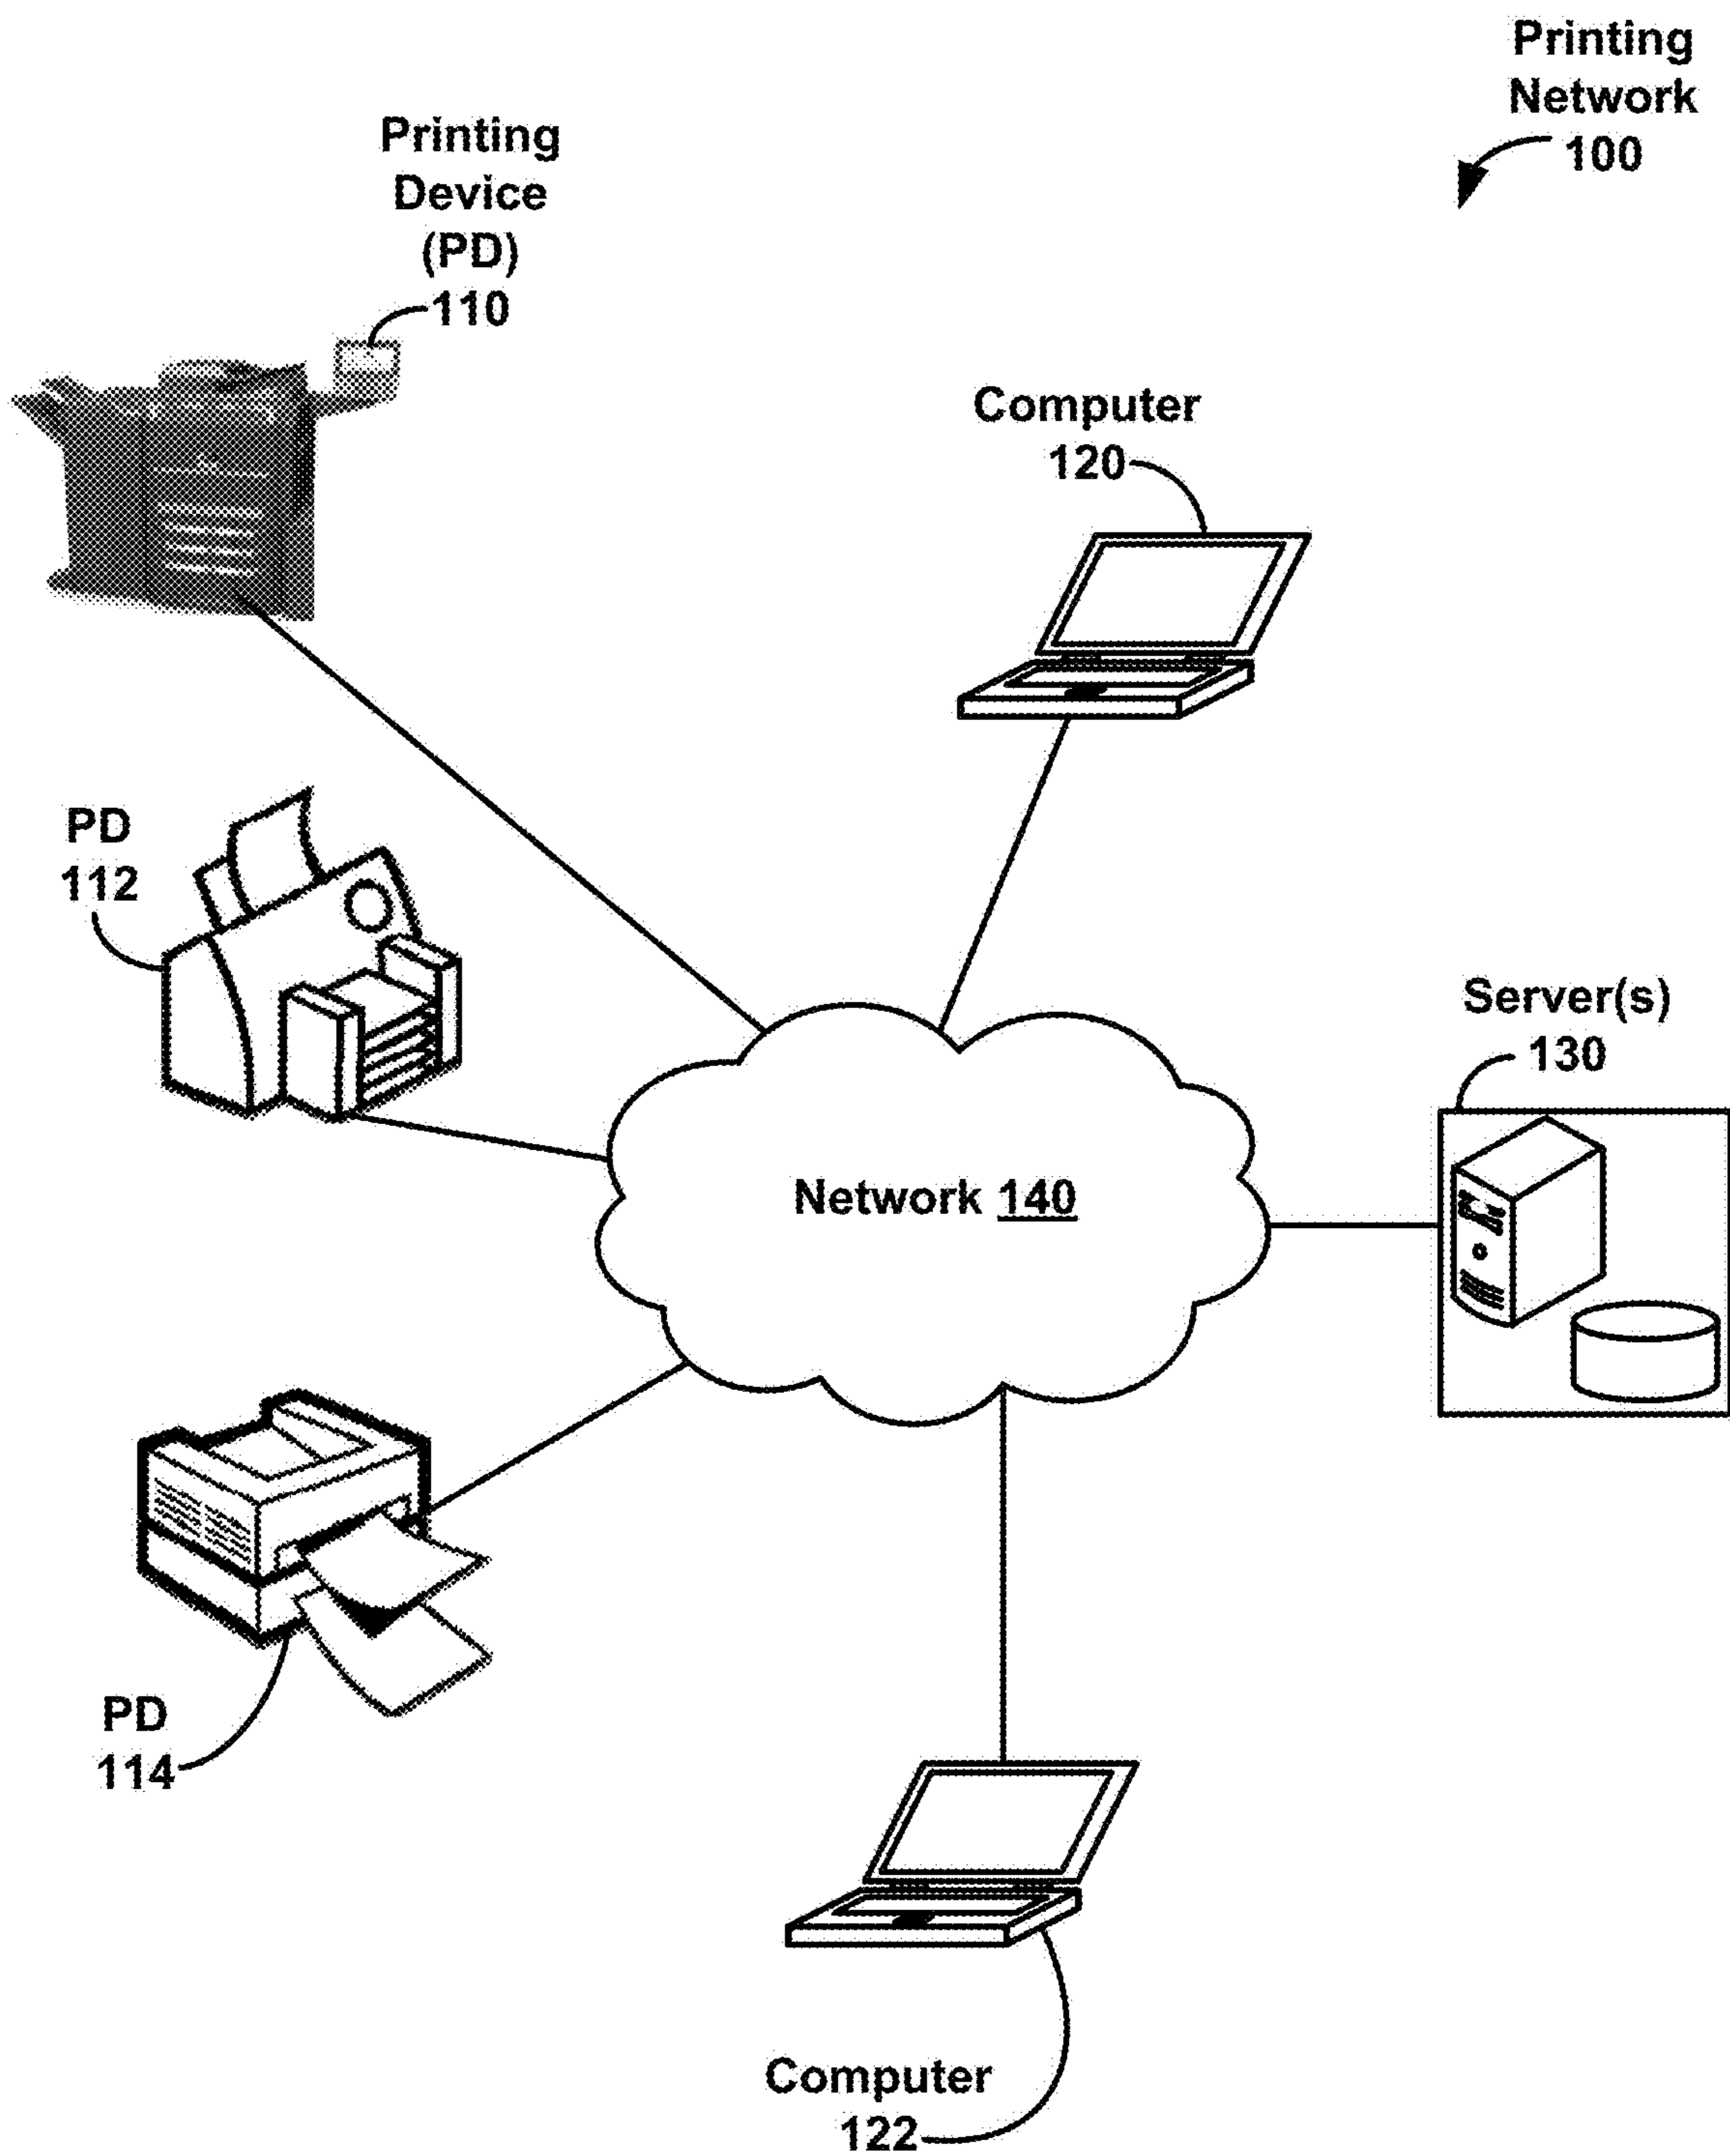 Printing
Network
100
Printing
Device
(PD)
110
Computer
120
PD
112
Server(s)
130
Network 140
PD
114
Computer
122